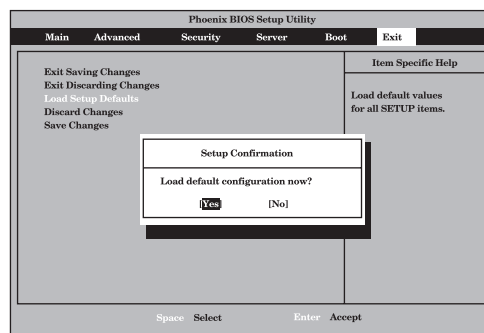 Phoenix BIOS Setup Utility
Main Advanced Security Server Boot Exit
Item Specific Help
Exit Saving Changes
Exit Discarding Changes
Load Setup Defaults
Discard Changes
Save Changes
Load default values
for all SETUP items.
Setup Confirmation
Load default configuration now?
[Yes] [No]
Space Select Enter Accept